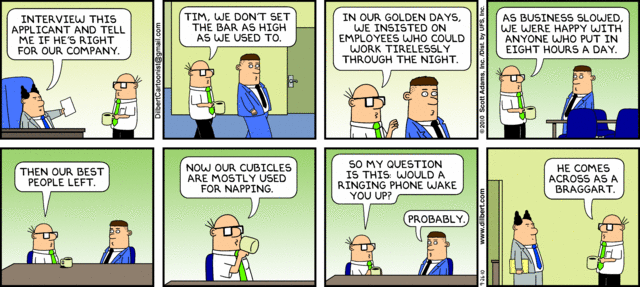 INTERVIEW THIS
APPLICANT AND TELL
ME IF HE'S RIGHT
FOR OUR COMPANY.
DilbertCartoonist@gmail.com
TIM, WE DON'T SET
THE BAR AS HIGH
AS WE USED TO.
IN OUR GOLDEN DAYS,
WE INSISTED ON
EMPLOYEES WHO COULD
WORK TIRELESSLY
THROUGH THE NIGHT.
© 2010 Scott Adams, Inc./Dist. by UFS, Inc.
AS BUSINESS SLOWED,
WE WERE HAPPY WITH
ANYONE WHO PUT IN
EIGHT HOURS A DAY.
THEN OUR BEST
PEOPLE LEFT.
NOW OUR CUBICLES
ARE MOSTLY USED
FOR NAPPING.
SO MY QUESTION
IS THIS: WOULD A
RINGING PHONE WAKE
YOU UP?
PROBABLY.
9-26-10
www.dilbert.com
HE COMES
ACROSS AS A
BRAGGART.